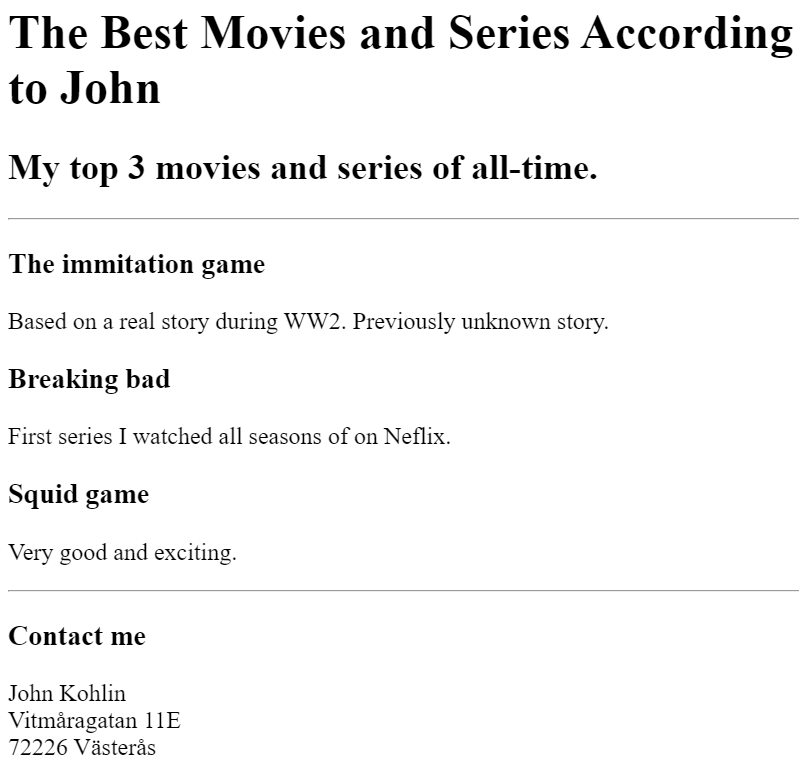 The Best Movies and Series According
to John
My top 3 movies and series of all-time.
The immitation game
Based on a real story during WW2. Previously unknown story.
Breaking bad
First series I watched all seasons of on Neflix.
Squid game
Very good and exciting.
Contact me
John Kohlin
Vitmåragatan 11E
72226 Västerås